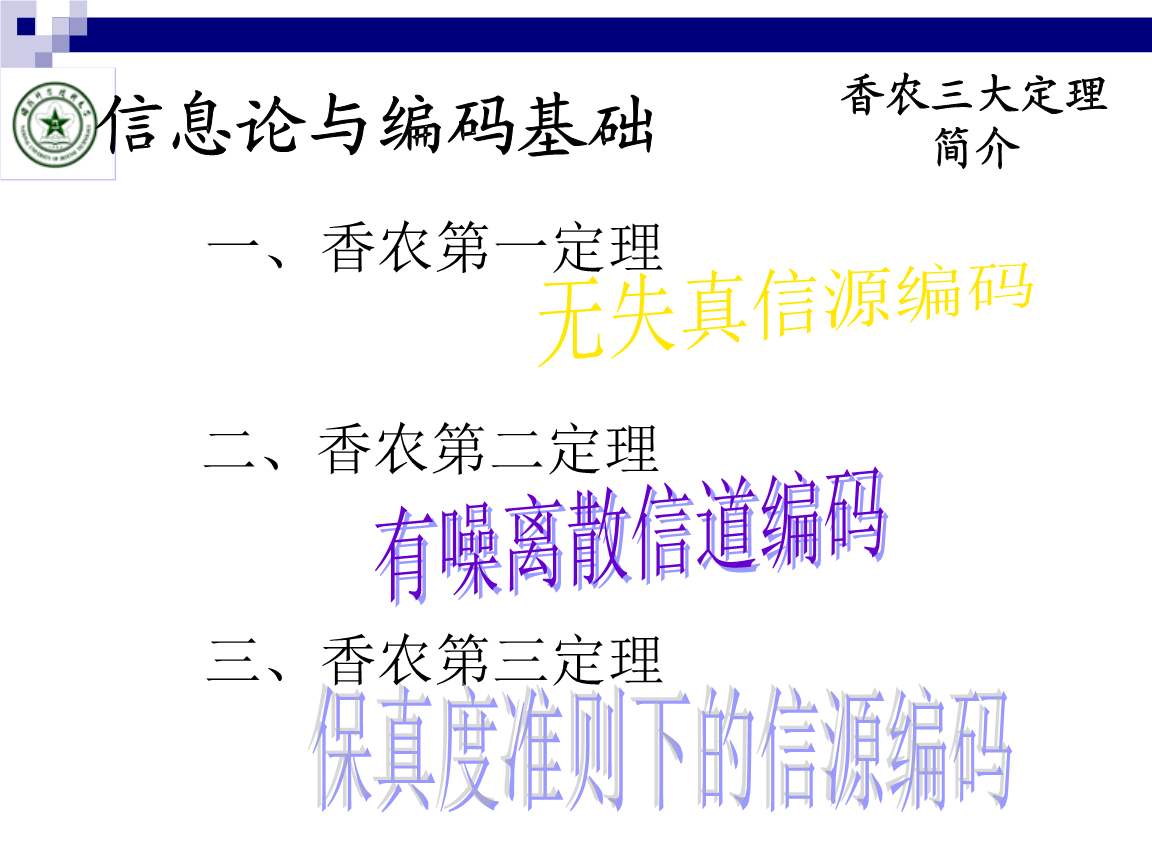 信息论与编码基础
香农三大定理
简介
一、香农第一定理
无失真信源编码
二、香农第二定理
有噪离散信道编码
三、香农第三定理
保真度准则下的信源编码